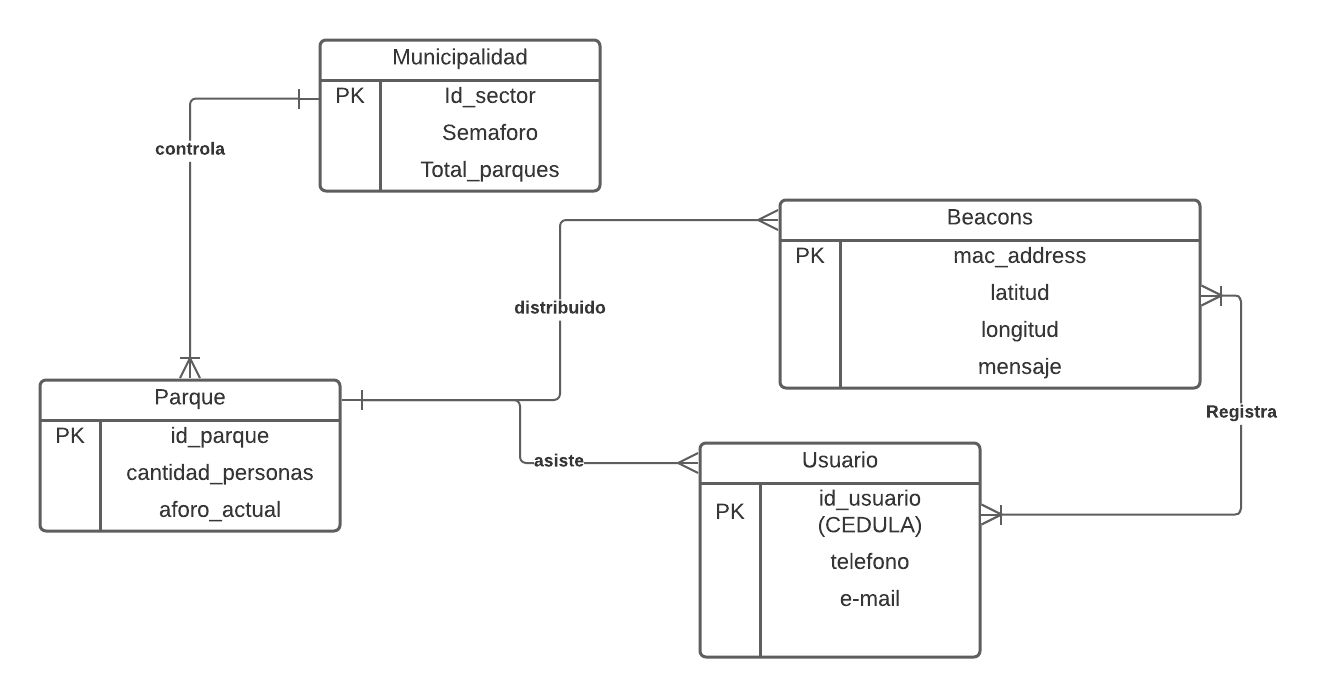 Municipalidad
PK
Id_sector
Semaforo
Total_parques
controla
Beacons
PK
mac_address
latitud
longitud
mensaje
distribuido
Parque
PK
id_parque
cantidad_personas
aforo_actual
Registra
asiste
Usuario
PK
id_usuario
(CEDULA)
telefono
e-mail